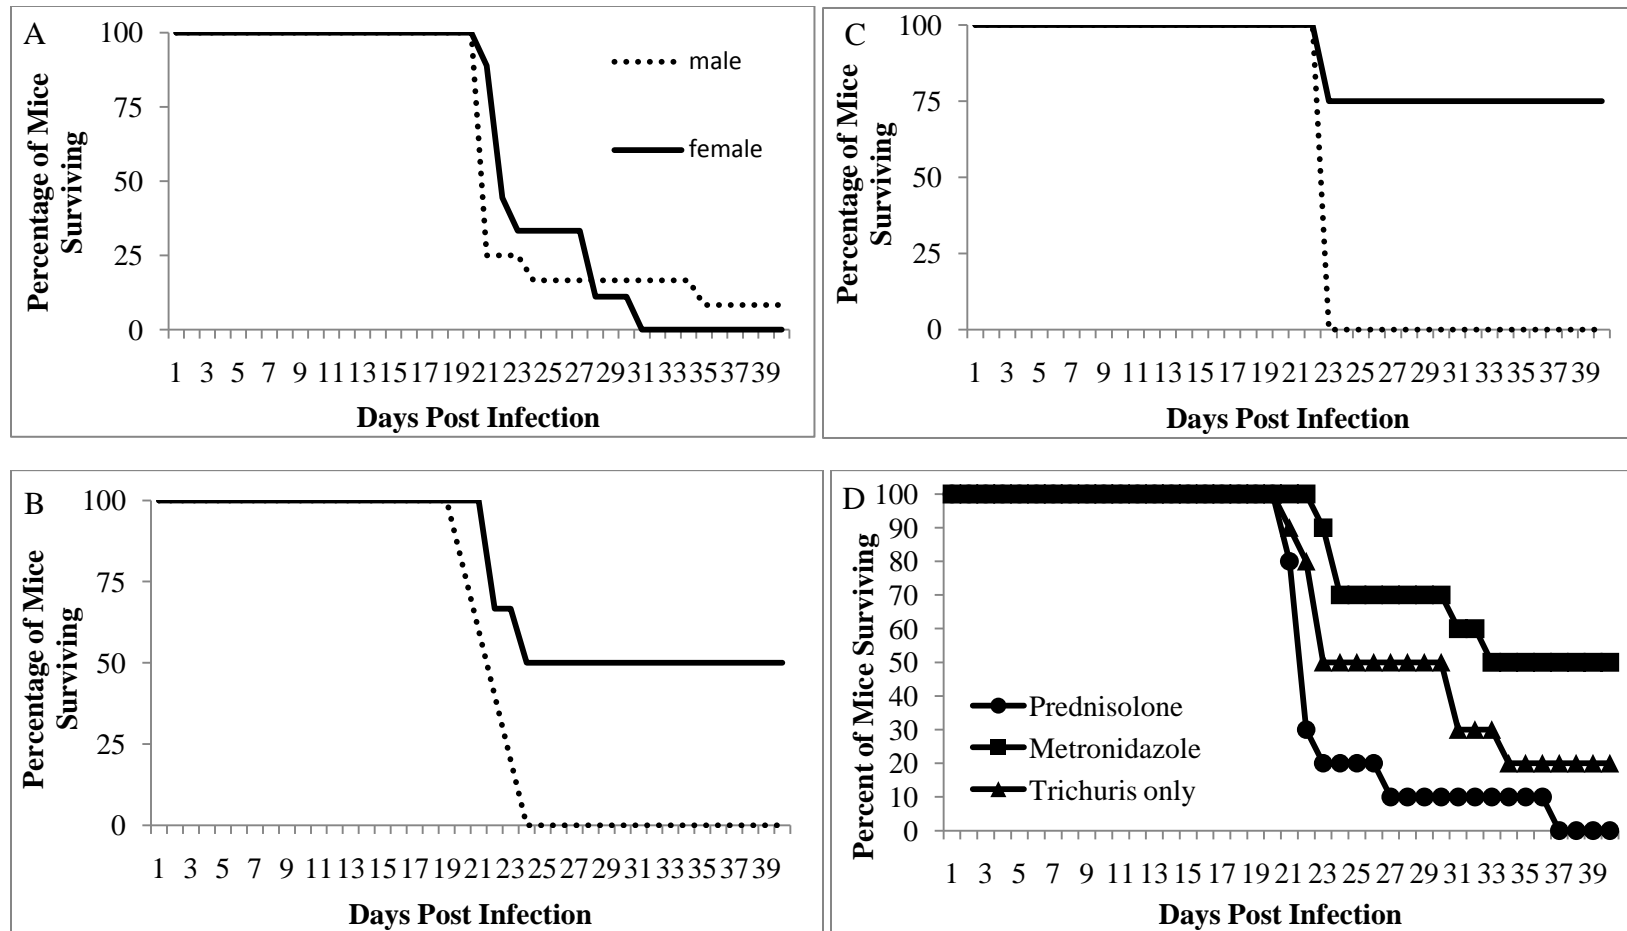 A
100
75
50
25
0
male
female
Percentage of Mice
Surviving
1 3 5 7 9 11 13 15 17 19 21 23 25 27 29 31 33 35 37 39
Days Post Infection
C
100
75
50
25
0
Percentage of Mice
Surviving
1 3 5 7 9 11 13 15 17 19 21 23 25 27 29 31 33 35 37 39
Days Post Infection
B
100
75
50
25
0
Percentage of Mice
Surviving
1 3 5 7 9 11 13 15 17 19 21 23 25 27 29 31 33 35 37 39
Days Post Infection
D
100
90
80
70
60
50
40
30
20
10
0
Percent of Mice Surviving
Prednisolone
Metronidazole
Trichuris only
1 3 5 7 9 11 13 15 17 19 21 23 25 27 29 31 33 35 37 39
Days Post Infection